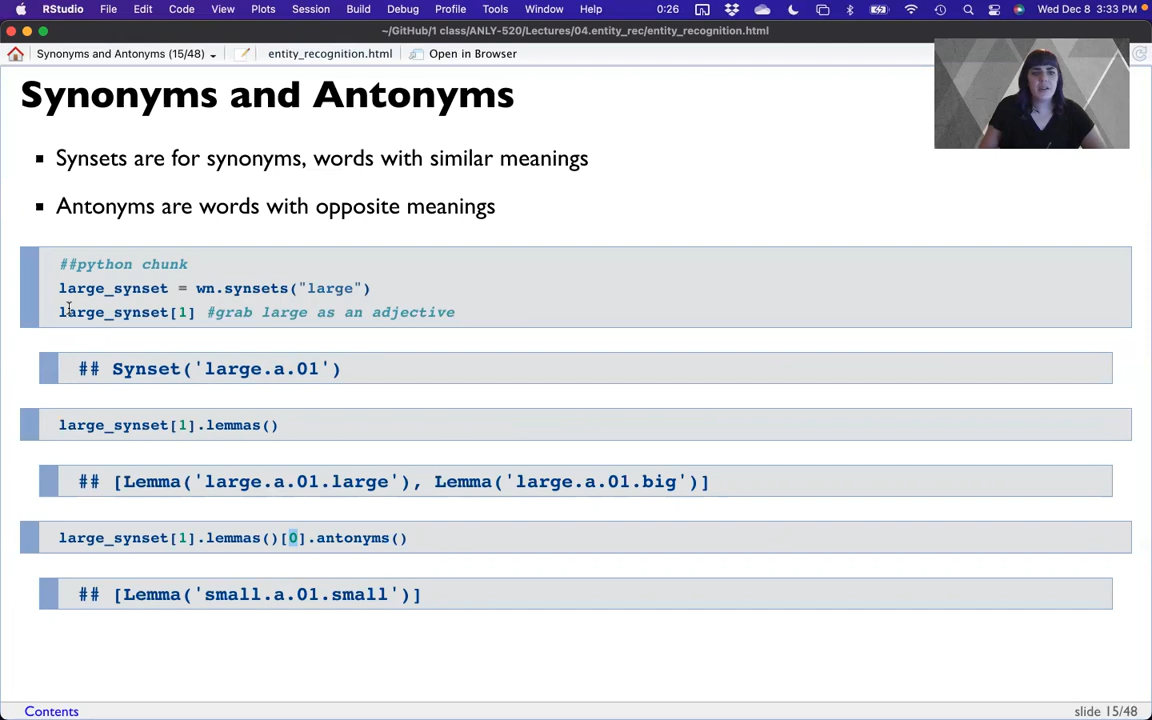 RStudio File Edit Code View Plots Session Build Debug Profile Tools Window Help 0:26 Wed Dec 8 3:33 PM
~/GitHub/1 class/ANLY-520/Lectures/04.entity_rec/entity_recognition.html
Synonyms and Antonyms (15/48) entity_recognition.html Open in Browser
Synonyms and Antonyms
▪ Synsets are for synonyms, words with similar meanings
▪ Antonyms are words with opposite meanings
##python chunk
large_synset = wn.synsets("large")
large_synset[1] #grab large as an adjective
## Synset('large.a.01')
large_synset[1].lemmas()
## [Lemma('large.a.01.large'), Lemma('large.a.01.big')]
large_synset[1].lemmas()[0].antonyms()
## [Lemma('small.a.01.small')]
Contents slide 15/48